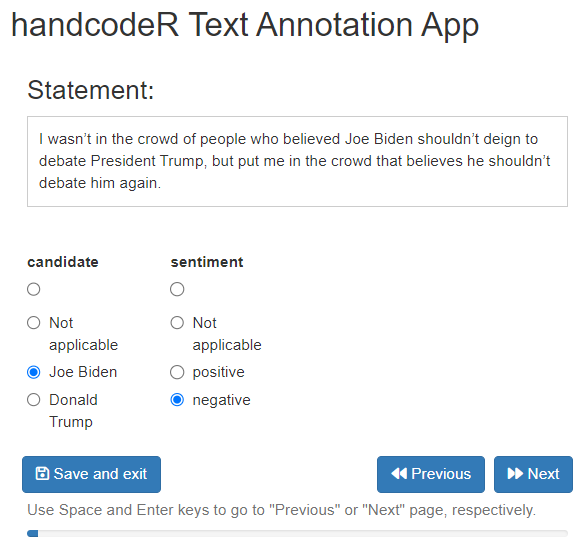 handcodeR Text Annotation App
Statement:
I wasn’t in the crowd of people who believed Joe Biden shouldn’t deign to
debate President Trump, but put me in the crowd that believes he shouldn’t
debate him again.
candidate
Not
applicable
Joe Biden
Donald
Trump
sentiment
Not
applicable
positive
negative
Save and exit
Previous
Next
Use Space and Enter keys to go to "Previous" or "Next" page, respectively.